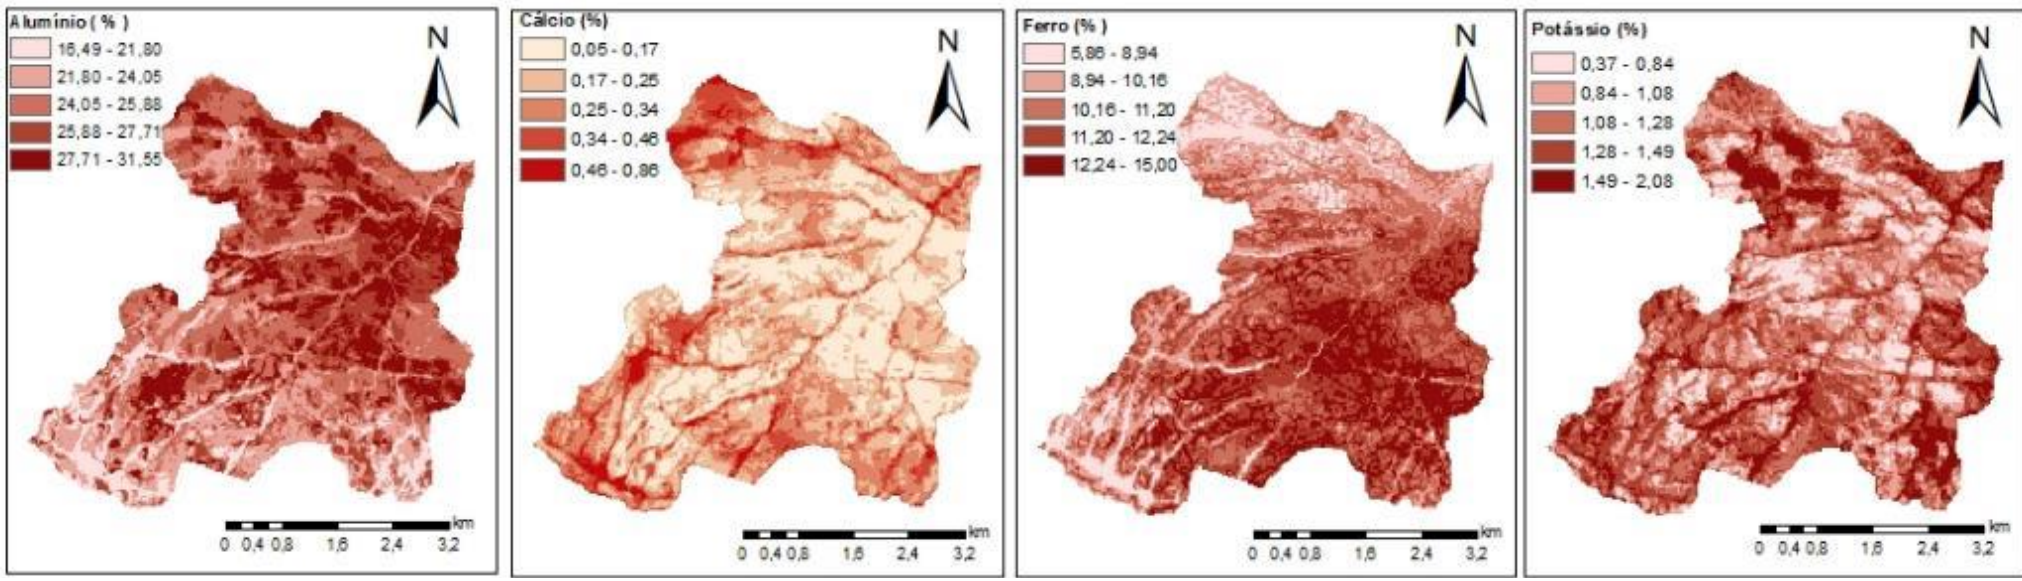 Alumínio ( % )
16,49 - 21,80
21,80 - 24,05
24,05 - 25,88
25,88 - 27,71
27,71 - 31,55
N
km
0 0,4 0,8 1,6 2,4 3,2
Cálcio (%)
0,05 - 0,17
0,17 - 0,25
0,25 - 0,34
0,34 - 0,46
0,46 - 0,86
N
km
0 0,4 0,8 1,6 2,4 3,2
Ferro (% )
5,86 - 8,94
8,94 - 10,16
10,16 - 11,20
11,20 - 12,24
12,24 - 15,00
N
km
0 0,4 0,8 1,6 2,4 3,2
Potássio (%)
0,37 - 0,84
0,84 - 1,08
1,08 - 1,28
1,28 - 1,49
1,49 - 2,08
N
km
0 0,4 0,8 1,6 2,4 3,2